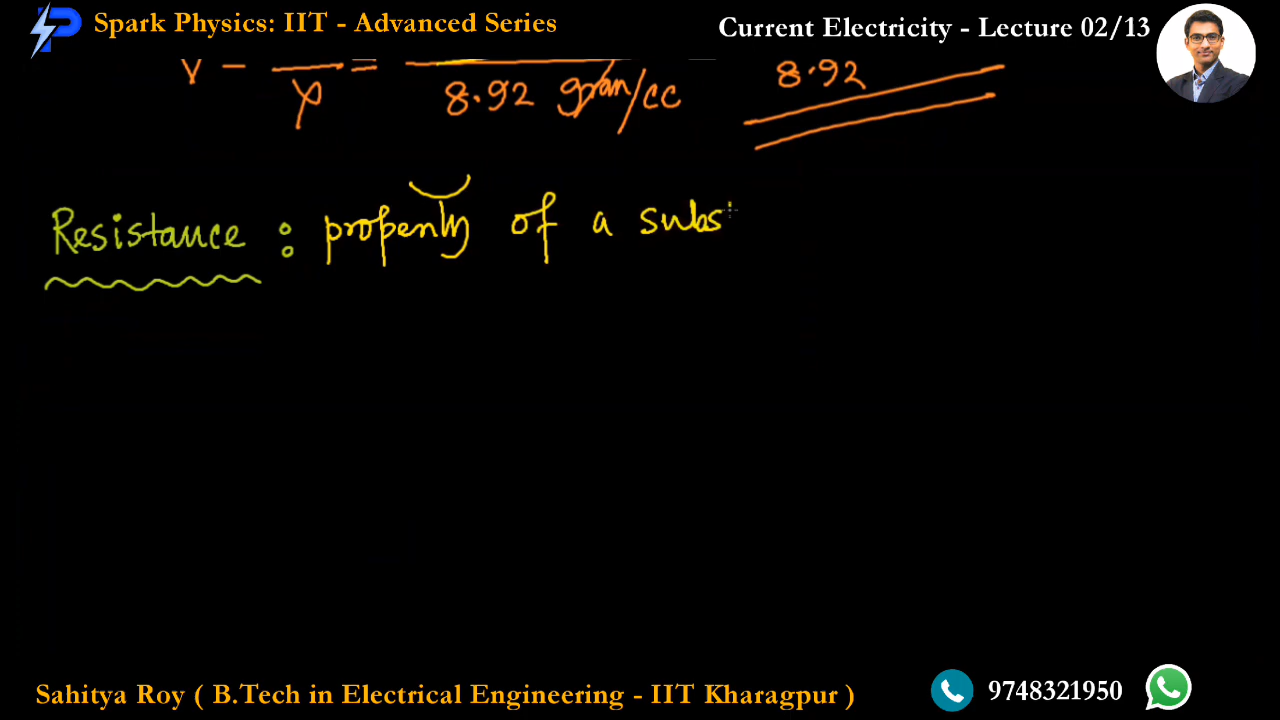 Spark Physics: IIT - Advanced Series
Current Electricity - Lecture 02/13
V =
8.92 gram/cc
8.92
Resistance : property of a subs
Sahitya Roy ( B.Tech in Electrical Engineering - IIT Kharagpur )
9748321950